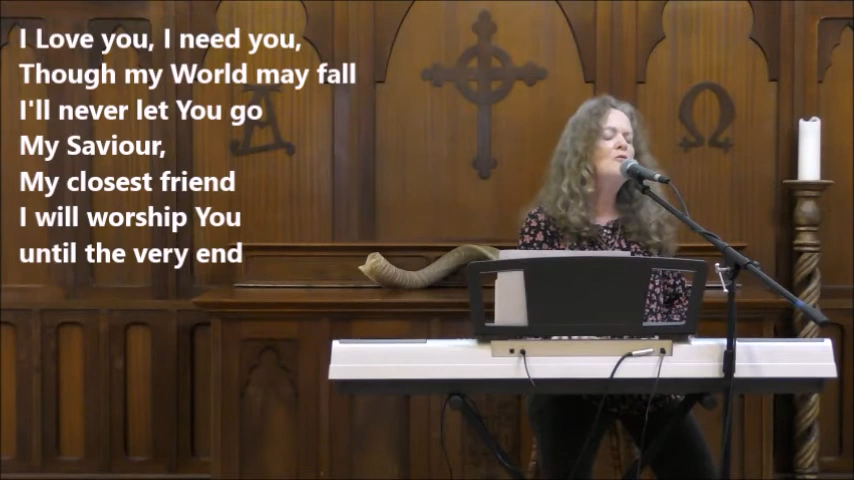 I Love you, I need you,
Though my World may fall
I'll never let You go
My Saviour,
My closest friend
I will worship You
until the very end
Α
Ω